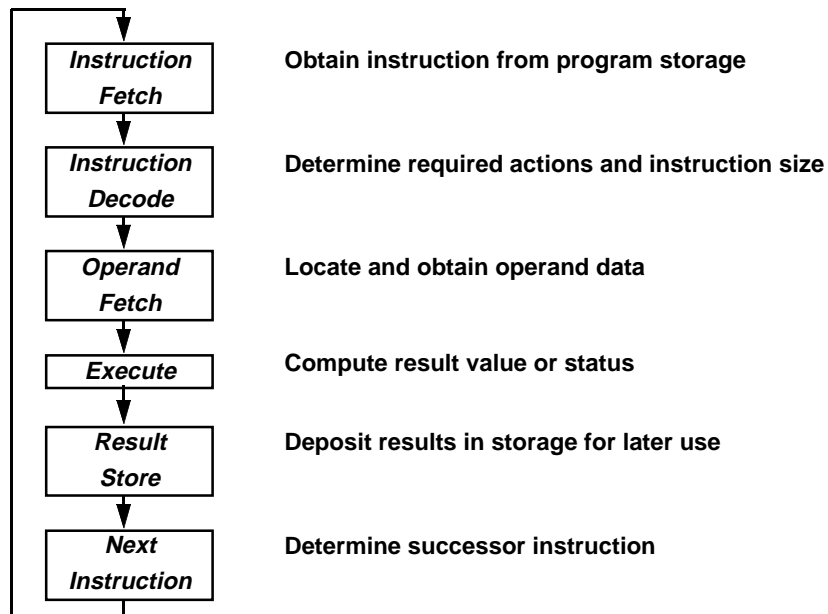 Instruction
Fetch
Obtain instruction from program storage
Instruction
Decode
Determine required actions and instruction size
Operand
Fetch
Locate and obtain operand data
Execute
Compute result value or status
Result
Store
Deposit results in storage for later use
Next
Instruction
Determine successor instruction